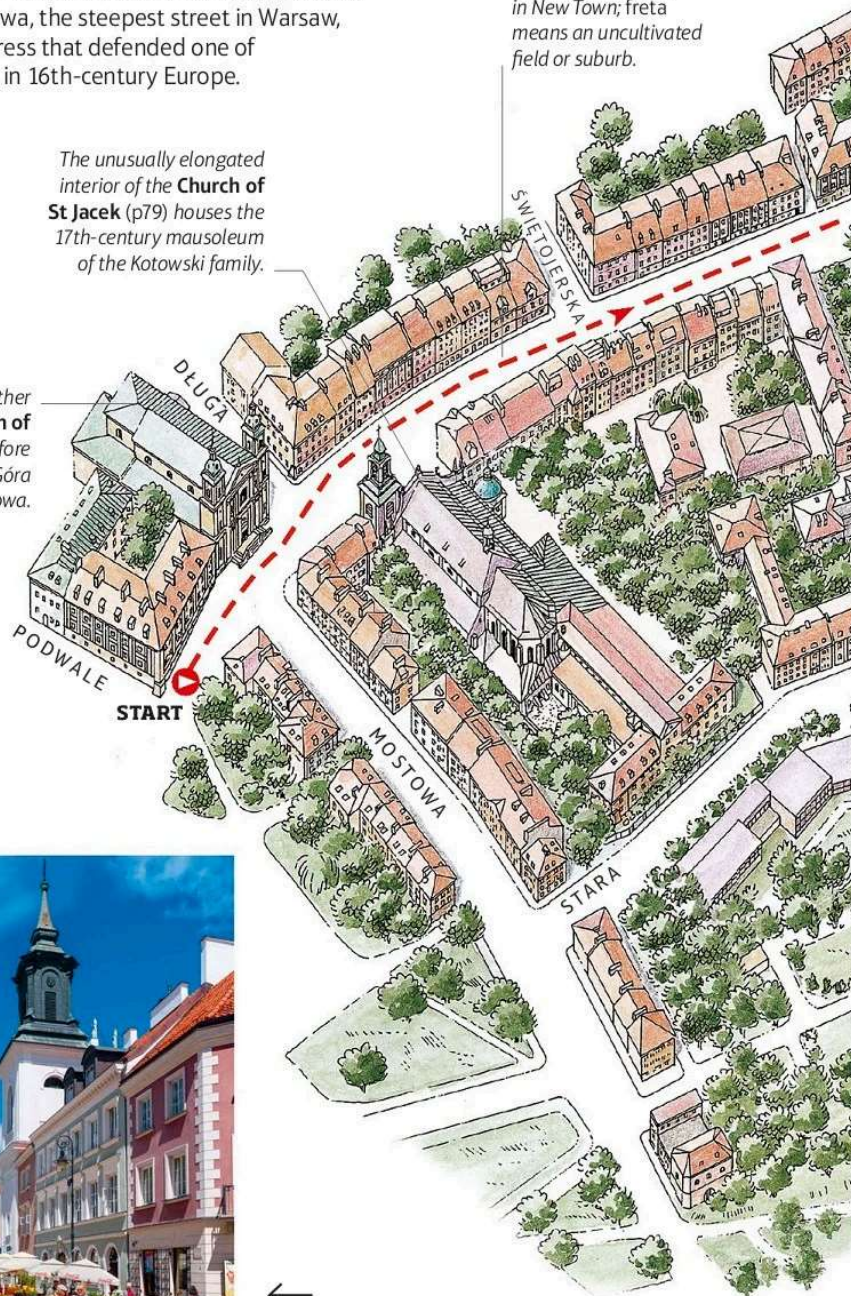 wa, the steepest street in Warsaw,
ress that defended one of
in 16th-century Europe.
in New Town; freta
means an uncultivated
field or suburb.
The unusually elongated
interior of the Church of
St Jacek (p79) houses the
17th-century mausoleum
of the Kotowski family.
ther
h of
fore
Góra
owa.
ŚWIĘTOJERSKA
DŁUGA
PODWALE
START
MOSTOWA
STARA